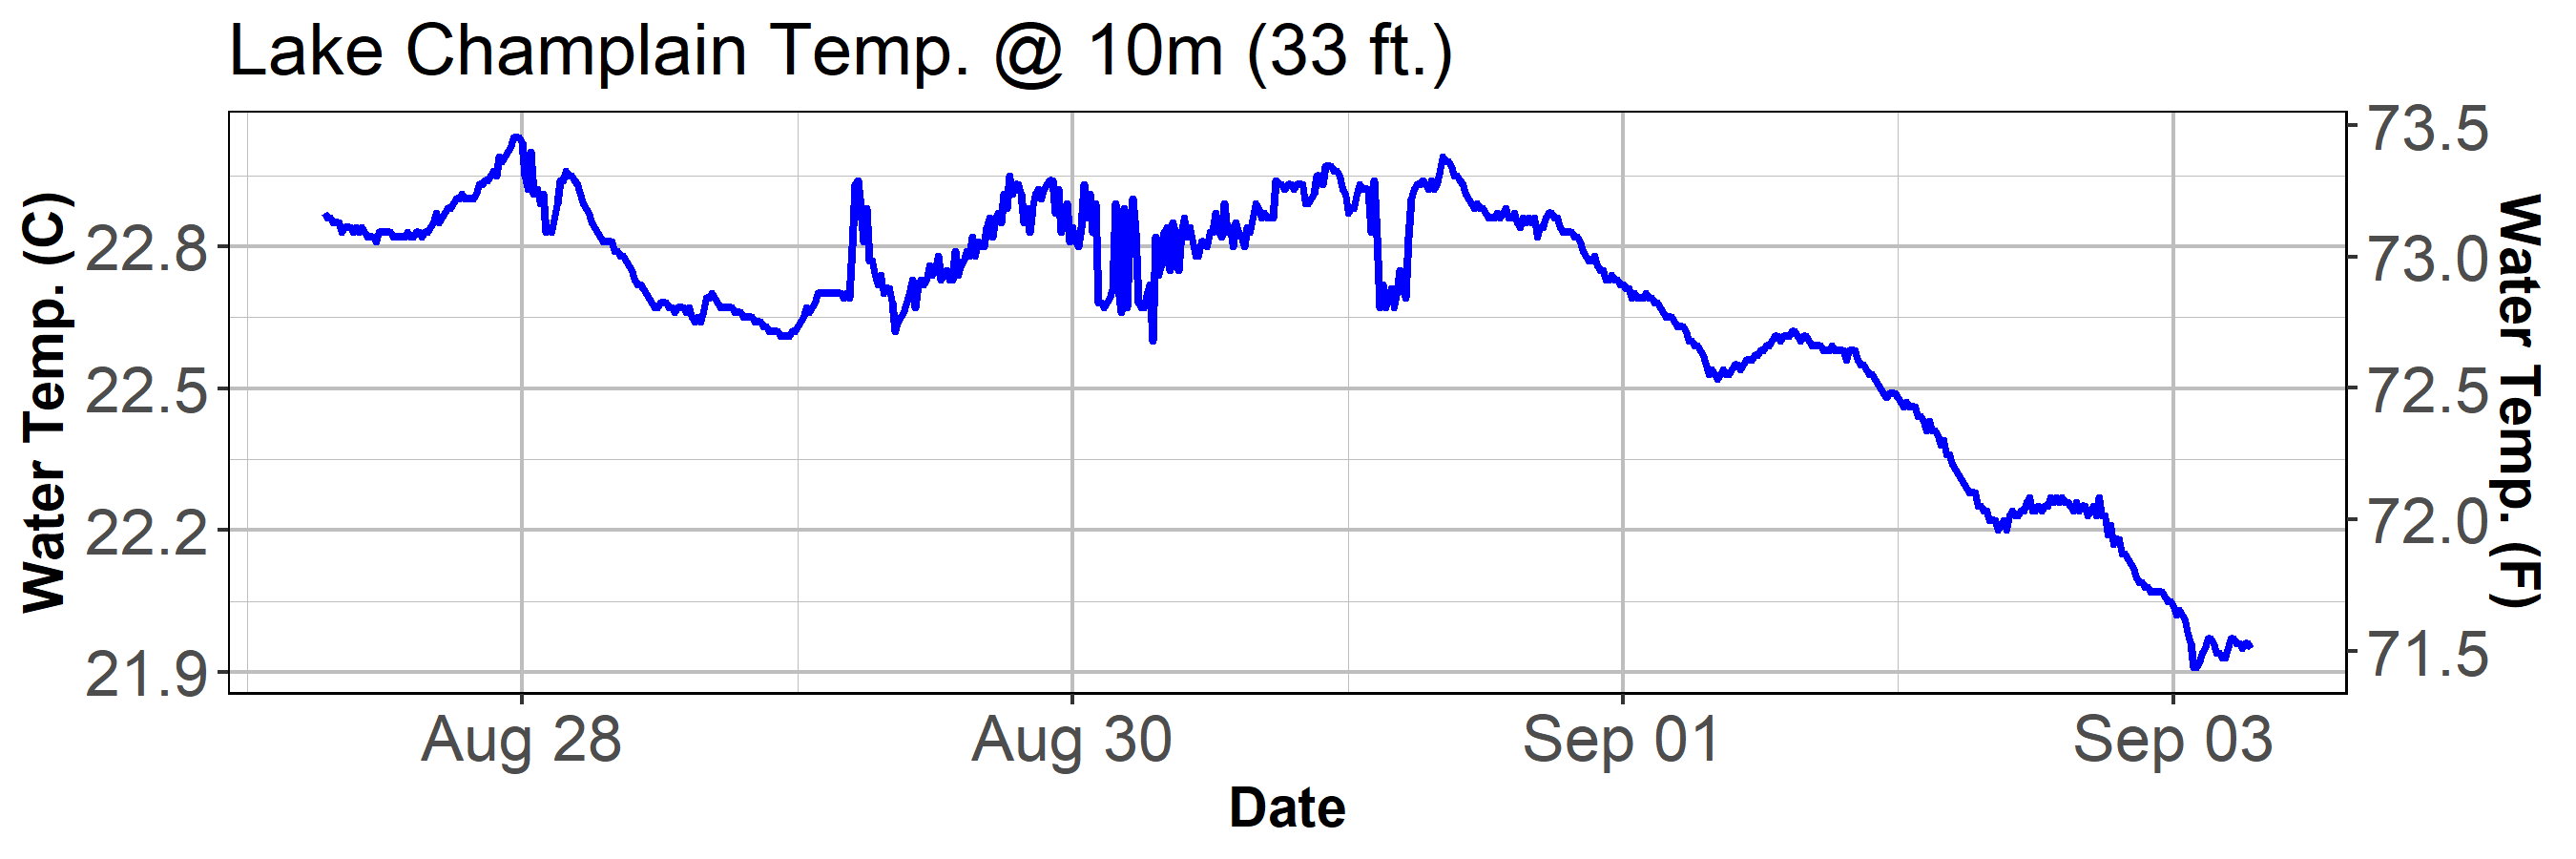 Lake Champlain Temp. @ 10m (33 ft.)
Water Temp. (C)
22.8
22.5
22.2
21.9
73.5
73.0
72.5
72.0
71.5
Water Temp. (F)
Aug 28
Aug 30
Sep 01
Sep 03
Date